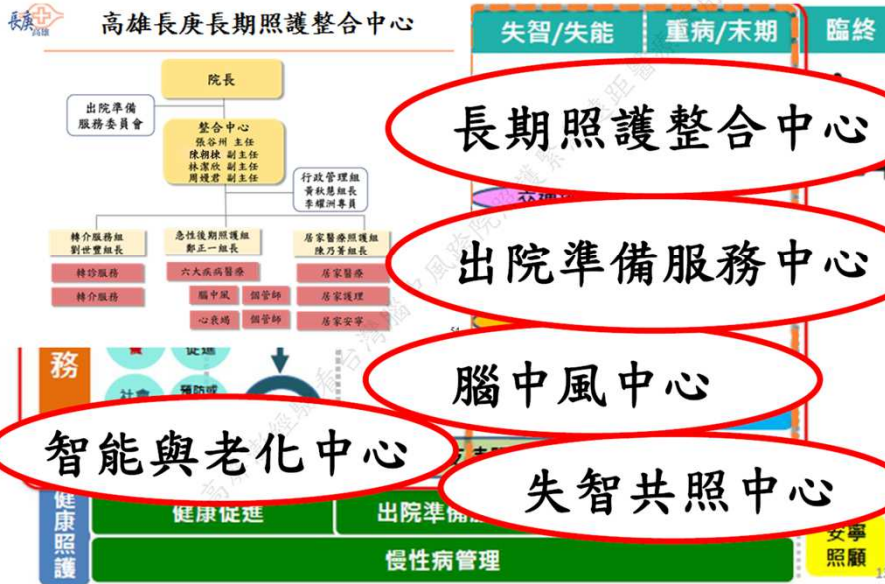 長庚
高雄
高雄長庚長期照護整合中心
院長
出院準備
服務委員會
整合中心
張谷州 主任
陳朝棟 副主任
林潔欣 副主任
周嫚君 副主任
行政管理組
黃秋慧組長
李耀洲專員
轉介服務組
劉世豐組長
急性後期照護組
鄭正一組長
居家醫療照護組
陳乃菁組長
轉診服務
轉介服務
六大疾病醫療
腦中風
個管師
心衰竭
個管師
居家醫療
居家護理
居家安寧
失智/失能
重病/末期
臨終
長期照護整合中心
出院準備服務中心
腦中風中心
智能與老化中心
失智共照中心
務
促進
社會
預防或
健康照護
健康促進
出院準備
慢性病管理
安寧
照顧